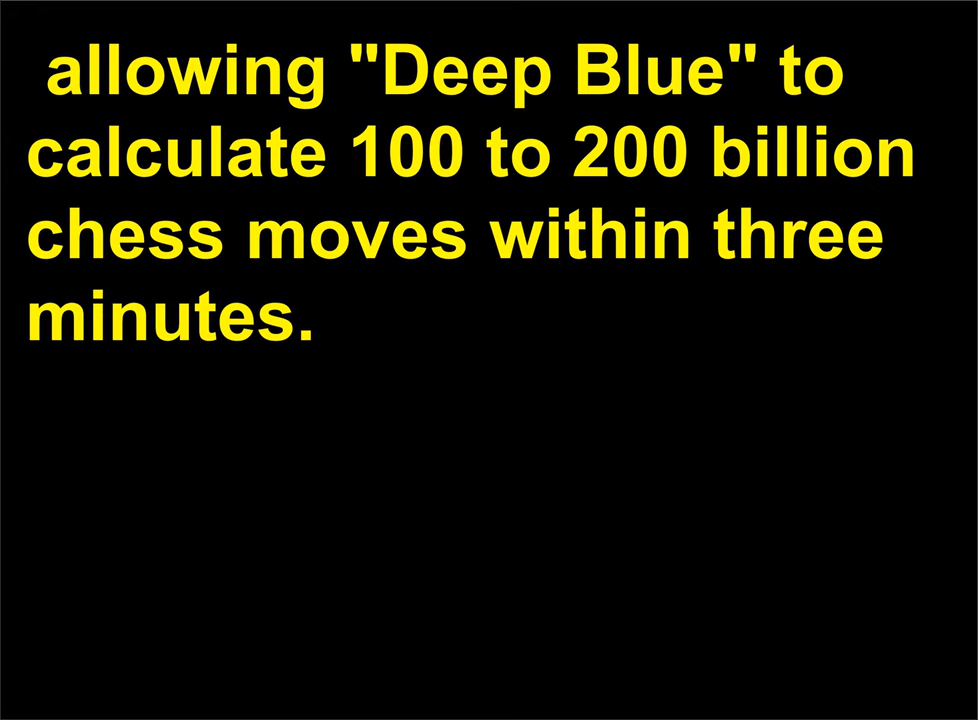 allowing "Deep Blue" to
calculate 100 to 200 billion
chess moves within three
minutes.